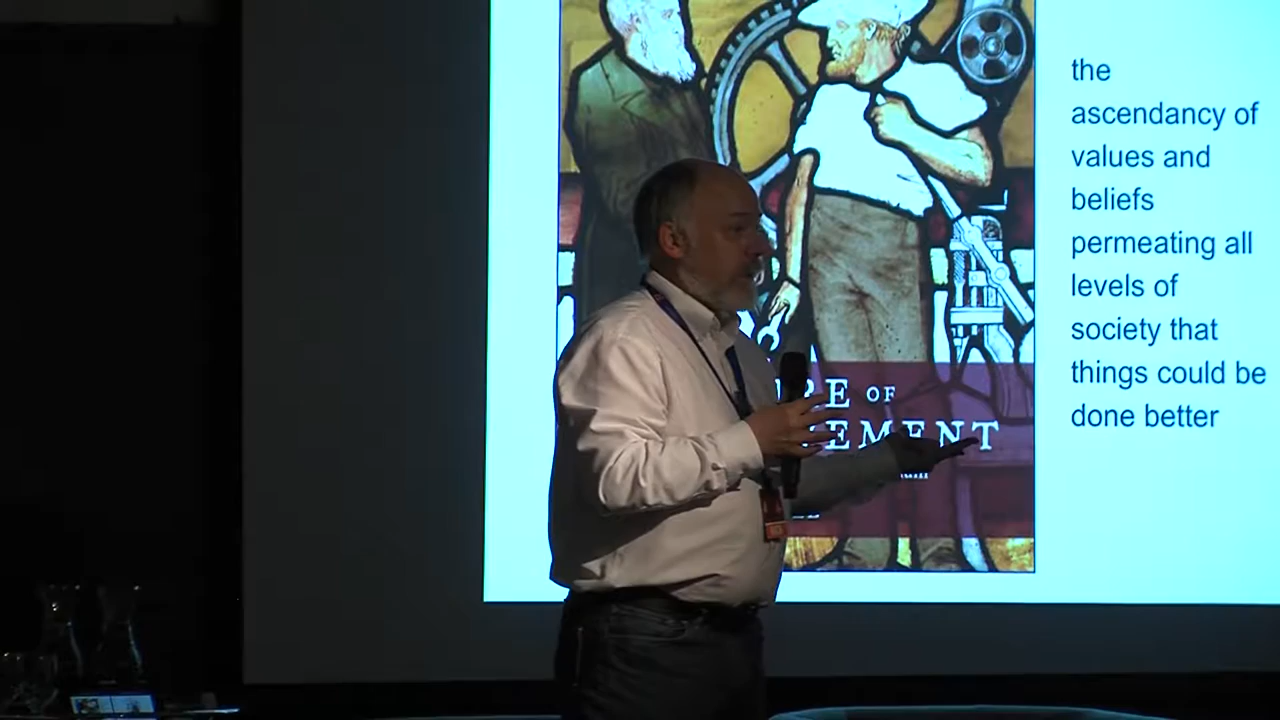 the
ascendancy of
values and
beliefs
permeating all
levels of
society that
things could be
done better
OF